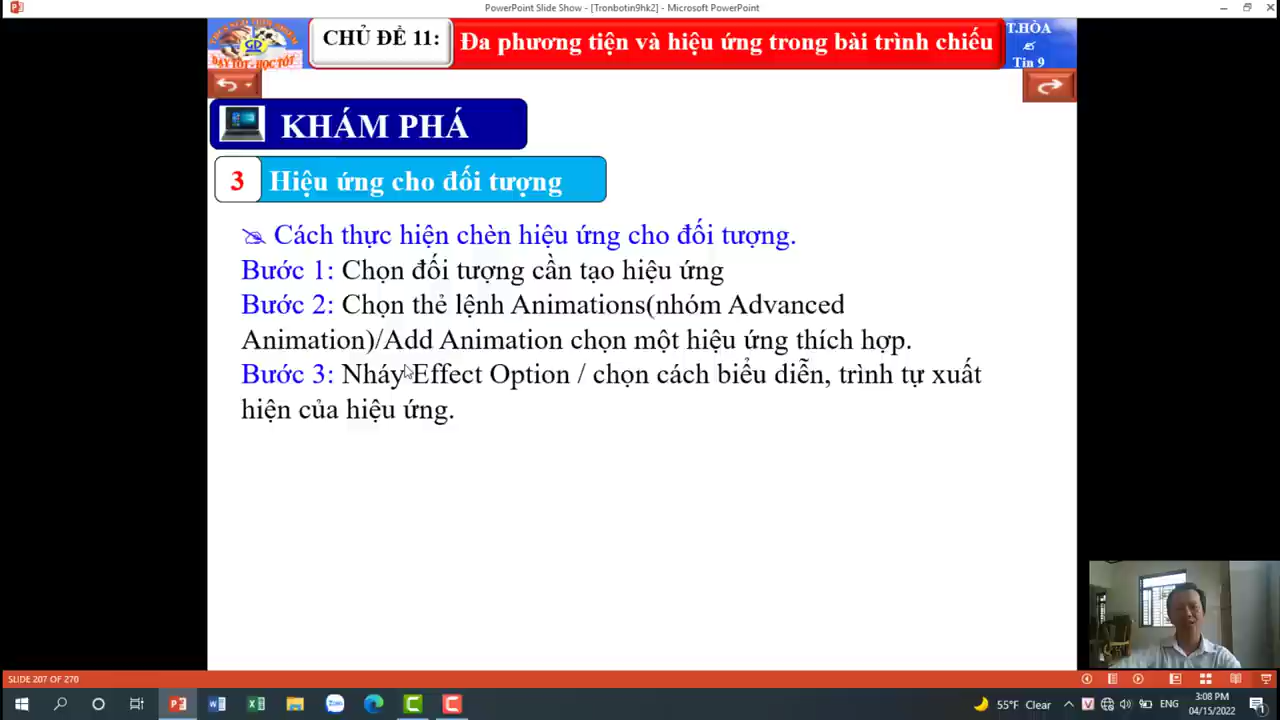 PowerPoint Slide Show - [Tronbotin9hk2] - Microsoft PowerPoint
CHỦ ĐỀ 11:
Đa phương tiện và hiệu ứng trong bài trình chiếu
T.HÒA
Tin 9
DẠY TỐT - HỌC TỐT
KHÁM PHÁ
3
Hiệu ứng cho đối tượng
Cách thực hiện chèn hiệu ứng cho đối tượng.
Bước 1: Chọn đối tượng cần tạo hiệu ứng
Bước 2: Chọn thẻ lệnh Animations(nhóm Advanced
Animation)/Add Animation chọn một hiệu ứng thích hợp.
Bước 3: Nháy Effect Option / chọn cách biểu diễn, trình tự xuất
hiện của hiệu ứng.
SLIDE 207 OF 270
55°F Clear
ENG
3:08 PM
04/15/2022